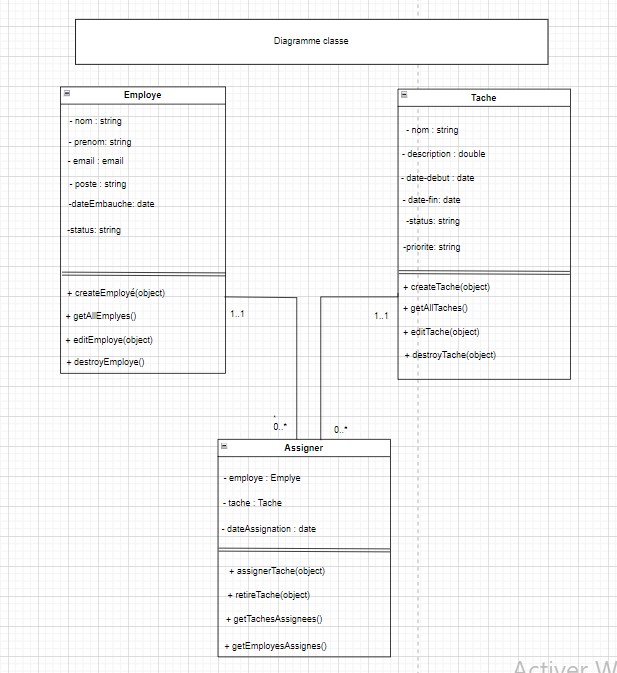 Diagramme classe
Employe
- nom : string
- prenom: string
- email : email
- poste : string
-dateEmbauche: date
-status: string
+ createEmployé(object)
+ getAllEmplyes()
+ editEmploye(object)
+ destroyEmploye()
Tache
- nom : string
- description : double
- date-debut : date
- date-fin: date
-status: string
-priorite: string
+ createTache(object)
+ getAllTaches()
+ editTache(object)
+ destroyTache(object)
1..1
1..1
0..*
0..*
Assigner
- employe : Emplye
- tache : Tache
- dateAssignation : date
+ assignerTache(object)
+ retireTache(object)
+ getTachesAssignees()
+ getEmployesAssignes()
Activer W